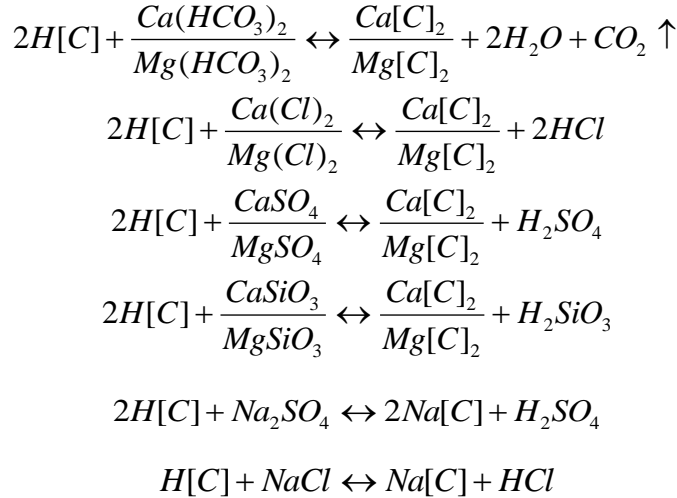 2H[C] + Ca(HCO₃)₂ / Mg(HCO₃)₂ ↔ Ca[C]₂ / Mg[C]₂ + 2H₂O + CO₂ ↑
2H[C] + Ca(Cl)₂ / Mg(Cl)₂ ↔ Ca[C]₂ / Mg[C]₂ + 2HCl
2H[C] + CaSO₄ / MgSO₄ ↔ Ca[C]₂ / Mg[C]₂ + H₂SO₄
2H[C] + CaSiO₃ / MgSiO₃ ↔ Ca[C]₂ / Mg[C]₂ + H₂SiO₃
2H[C] + Na₂SO₄ ↔ 2Na[C] + H₂SO₄
H[C] + NaCl ↔ Na[C] + HCl